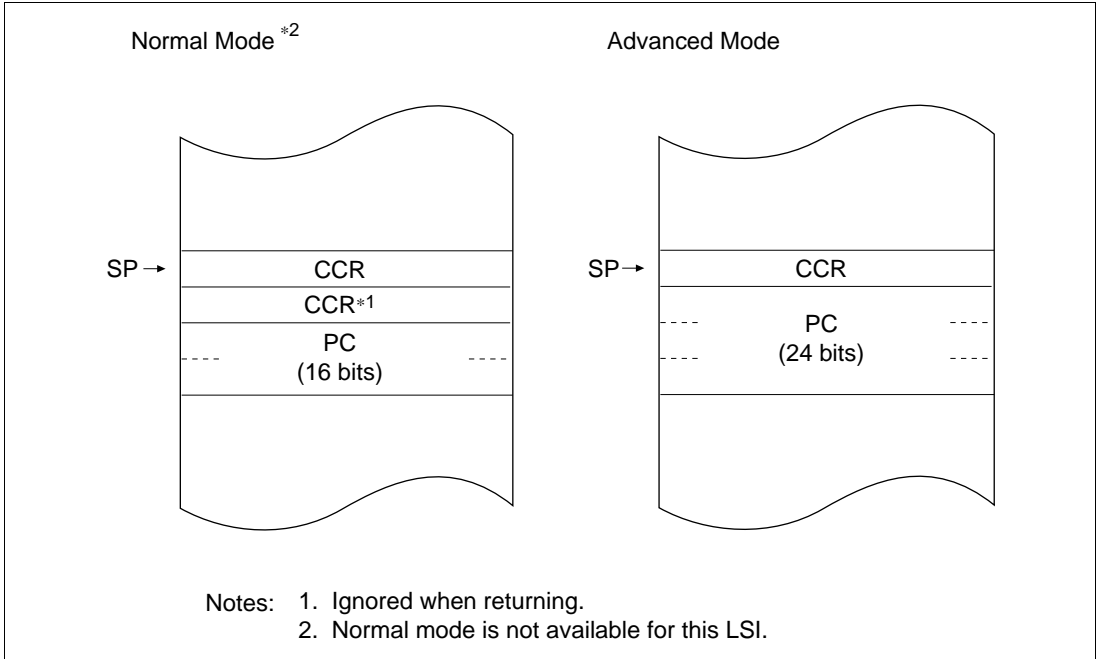 Normal Mode *2
Advanced Mode
SP→
CCR
CCR*1
PC
(16 bits)
SP→
CCR
PC
(24 bits)
Notes: 1. Ignored when returning.
2. Normal mode is not available for this LSI.